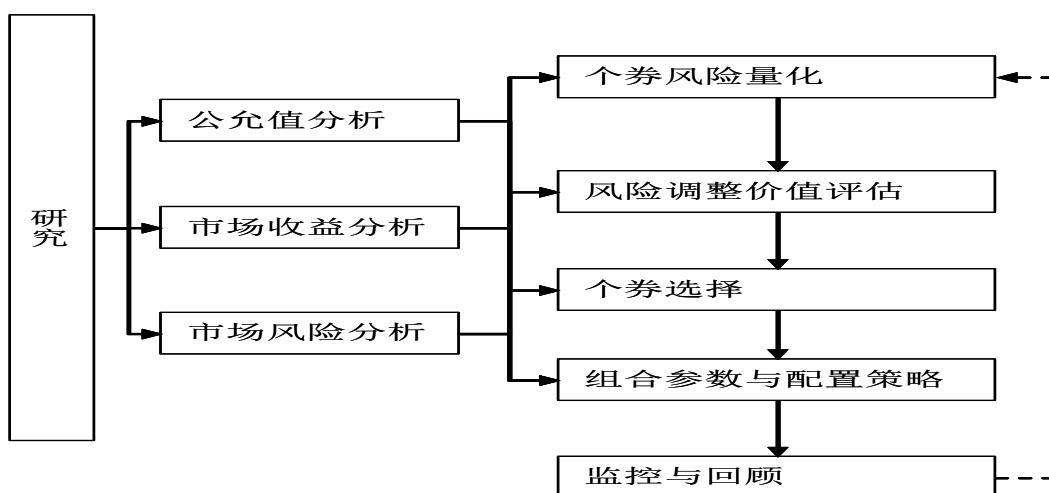 研究
公允值分析
市场收益分析
市场风险分析
个券风险量化
风险调整价值评估
个券选择
组合参数与配置策略
监控与回顾